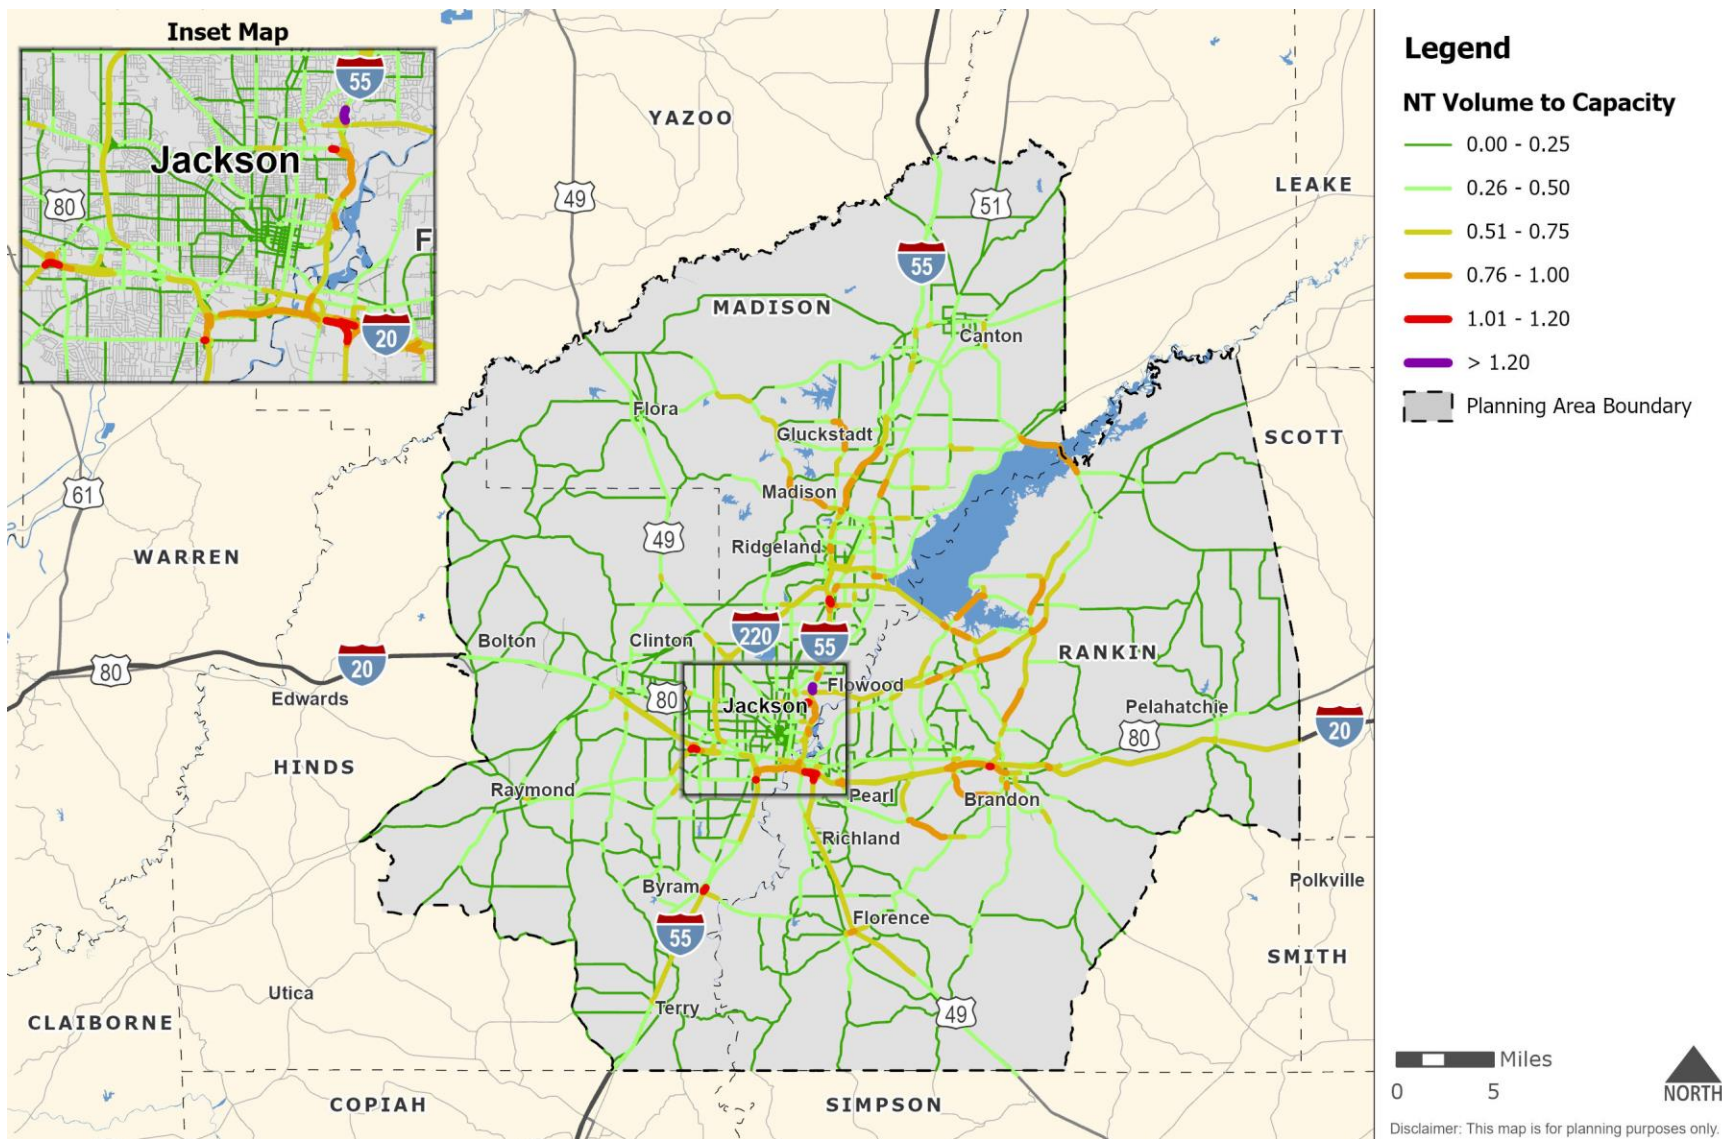 Inset Map
55
Jackson
80
F
20
YAZOO
LEAKE
49
51
55
MADISON
Canton
Flora
Gluckstadt
SCOTT
61
Madison
49
Ridgeland
WARREN
220
55
Bolton
Clinton
RANKIN
80
20
Edwards
80
Flowood
Jackson
Pelahatchie
80
20
HINDS
Raymond
Pearl
Brandon
Richland
Byram
Polkville
55
Florence
SMITH
Utica
Terry
49
CLAIBORNE
COPIAH
SIMPSON
Legend
NT Volume to Capacity
0.00 - 0.25
0.26 - 0.50
0.51 - 0.75
0.76 - 1.00
1.01 - 1.20
> 1.20
Planning Area Boundary
Miles
0 5
NORTH
Disclaimer: This map is for planning purposes only.